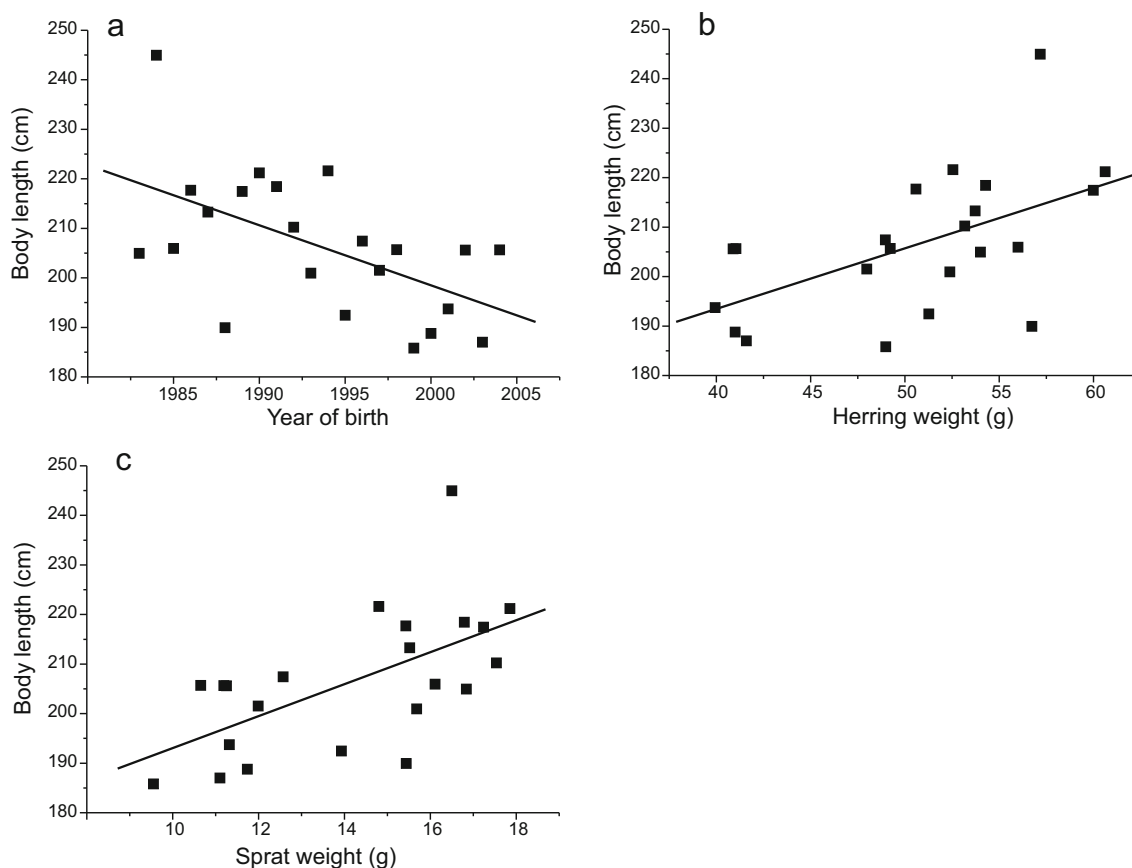 a
250
240
230
220
210
200
190
180
Body length (cm)
1985 1990 1995 2000 2005
Year of birth
b
250
240
230
220
210
200
190
180
Body length (cm)
40 45 50 55 60
Herring weight (g)
c
250
240
230
220
210
200
190
180
Body length (cm)
10 12 14 16 18
Sprat weight (g)